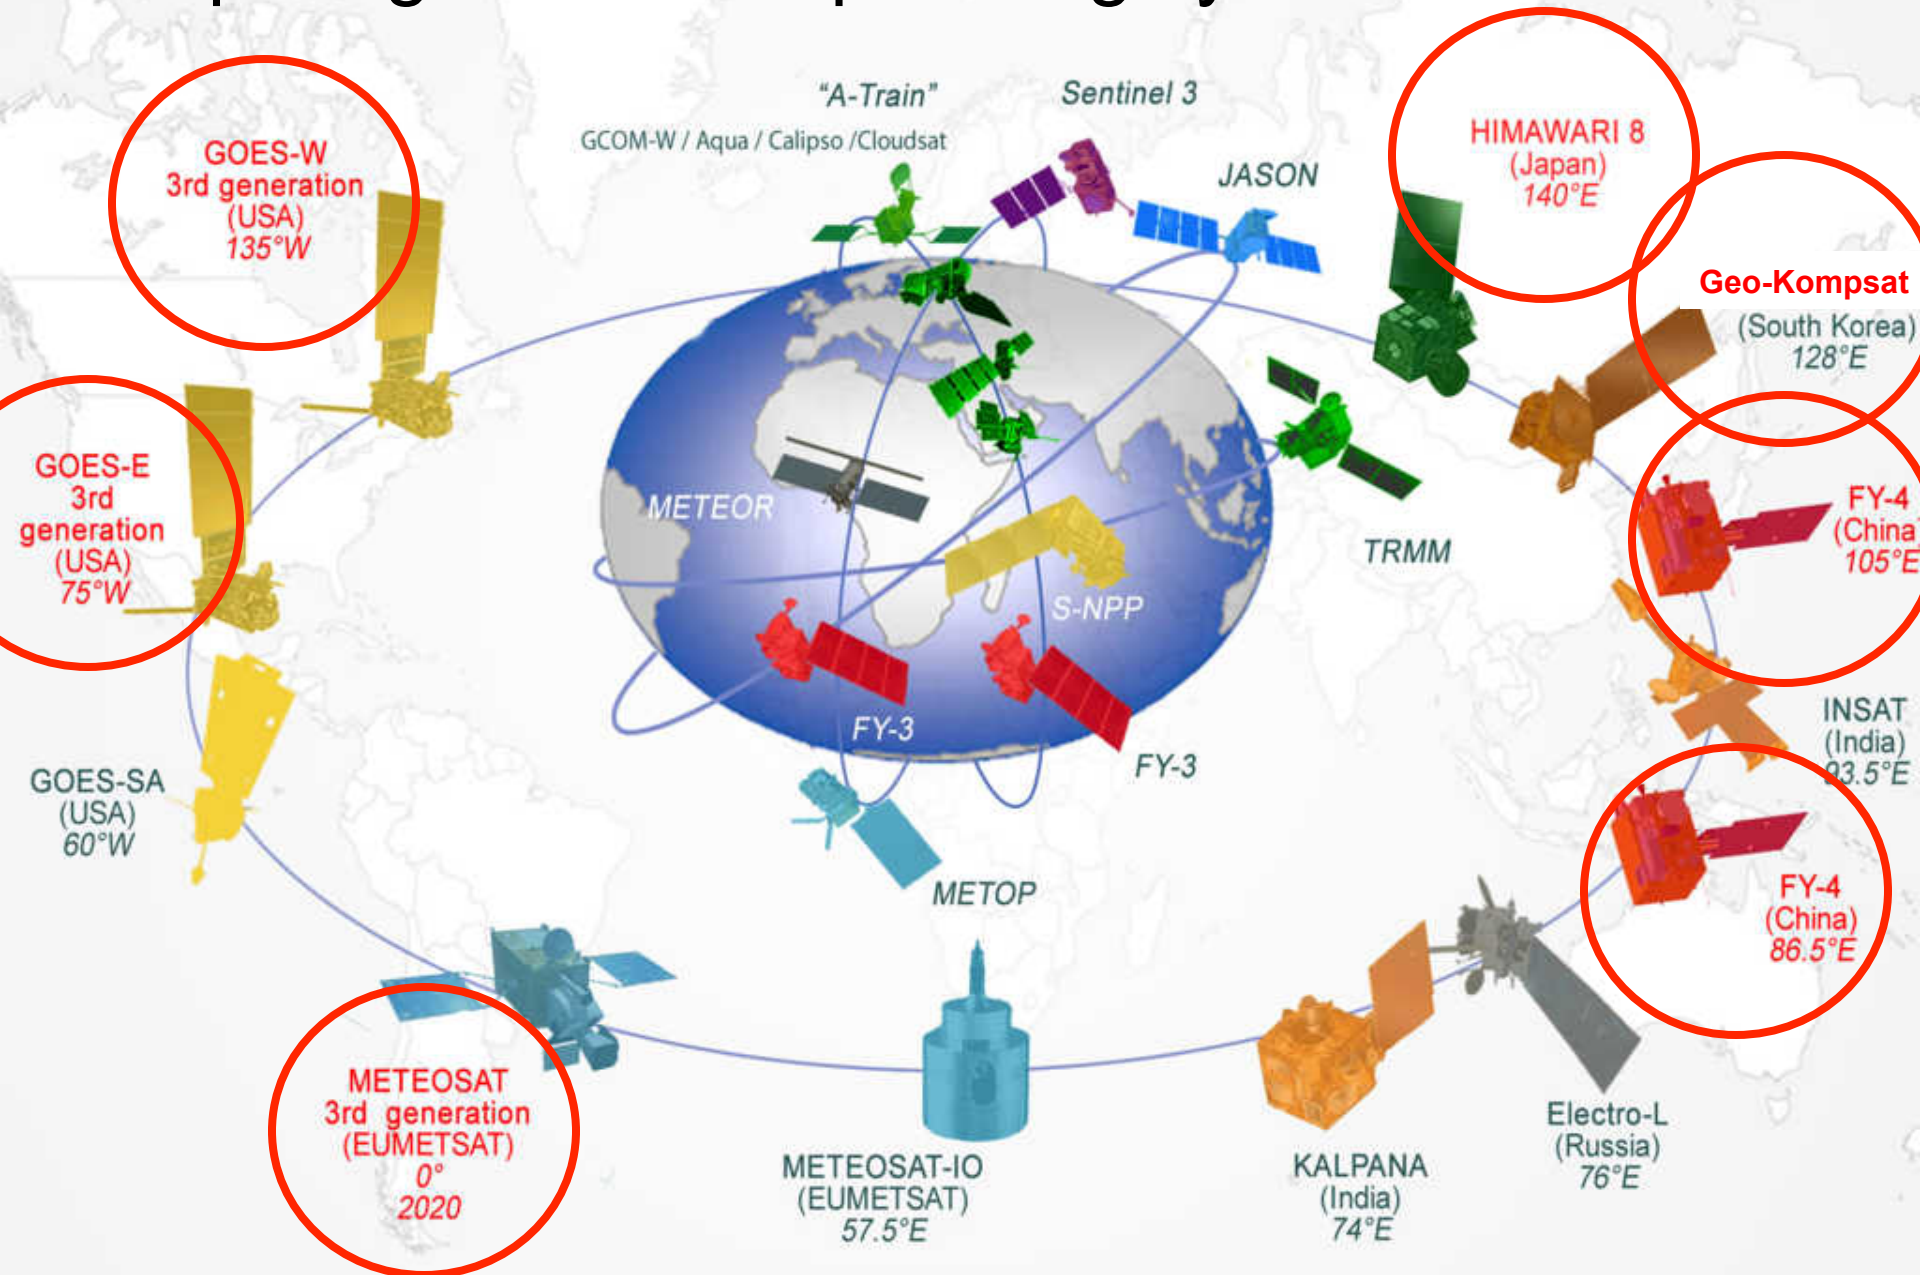 “A-Train”
GCOM-W / Aqua / Calipso /Cloudsat
Sentinel 3
JASON
HIMAWARI 8
(Japan)
140°E
GOES-W
3rd generation
(USA)
135°W
Geo-Kompsat
(South Korea)
128°E
GOES-E
3rd
generation
(USA)
75°W
METEOR
TRMM
FY-4
(China)
105°E
S-NPP
FY-3
FY-3
INSAT
(India)
93.5°E
GOES-SA
(USA)
60°W
METOP
FY-4
(China)
86.5°E
METEOSAT
3rd generation
(EUMETSAT)
0°
2020
METEOSAT-IO
(EUMETSAT)
57.5°E
KALPANA
(India)
74°E
Electro-L
(Russia)
76°E